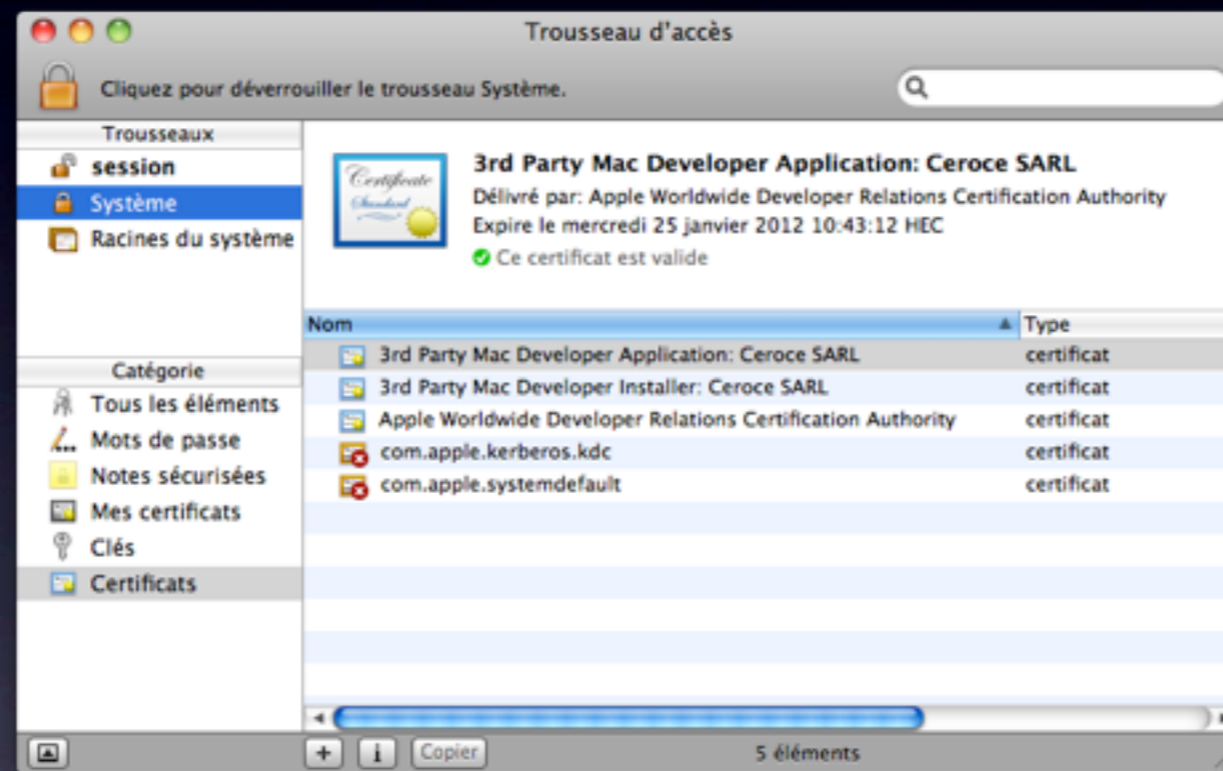 Trousseau d'accès
Cliquez pour déverrouiller le trousseau Système.
Trousseaux
session
Système
Racines du système
Certificate
Standard
3rd Party Mac Developer Application: Ceroce SARL
Délivré par: Apple Worldwide Developer Relations Certification Authority
Expire le mercredi 25 janvier 2012 10:43:12 HEC
Ce certificat est valide
Nom
Type
3rd Party Mac Developer Application: Ceroce SARL
certificat
3rd Party Mac Developer Installer: Ceroce SARL
certificat
Apple Worldwide Developer Relations Certification Authority
certificat
com.apple.kerberos.kdc
certificat
com.apple.systemdefault
certificat
Catégorie
Tous les éléments
Mots de passe
Notes sécurisées
Mes certificats
Clés
Certificats
+
i
Copier
5 éléments